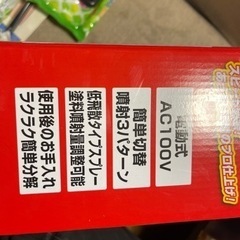 電動式
AC100V
簡単切替
噴射3パターン
低飛散タイプスプレー
塗料噴射量調整可能
使用後のお手入れ
ラクラク簡単分解